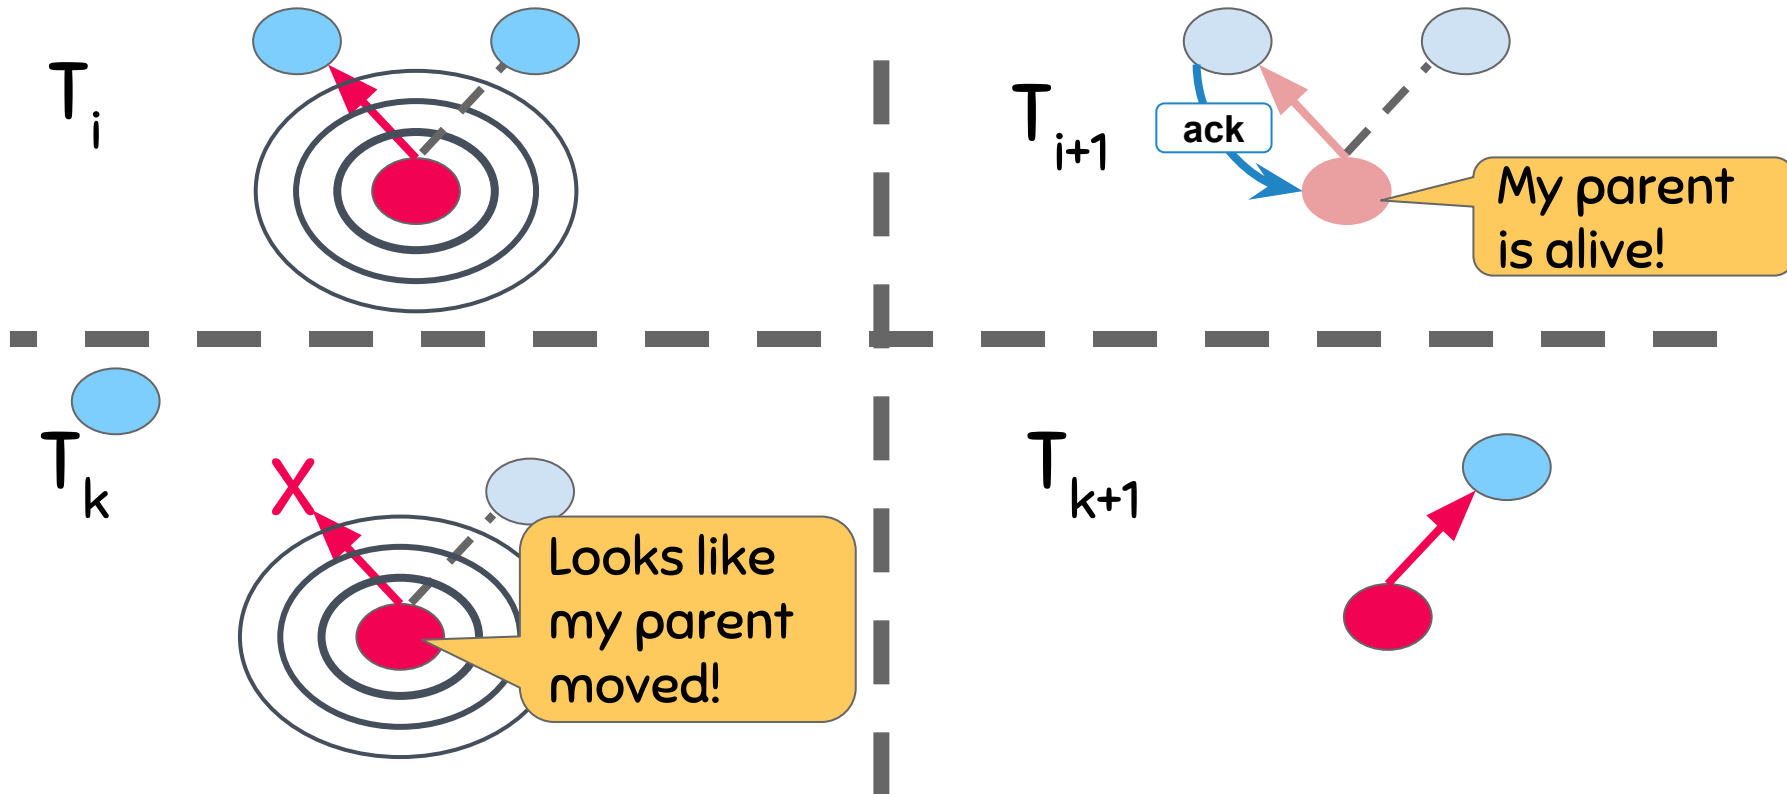 T i
T i+1
ack
My parent
is alive!
T k
X
Looks like
my parent
moved!
T k+1